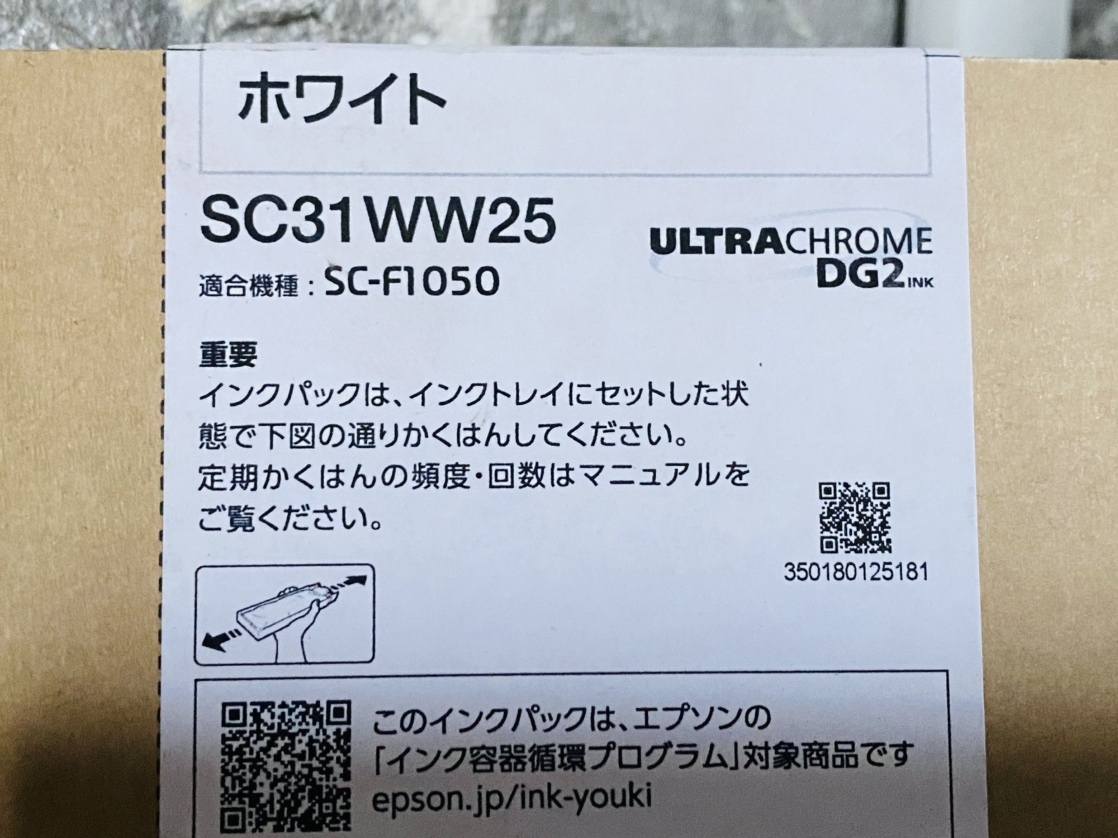 ホワイト
SC31WW25
ULTRACHROME
DG2 INK
適合機種 : SC-F1050
重要
インクパックは、インクトレイにセットした状
態で下図の通りかくはんしてください。
定期かくはんの頻度・回数はマニュアルを
ご覧ください。
350180125181
このインクパックは、エプソンの
「インク容器循環プログラム」対象商品です
epson.jp/ink-youki